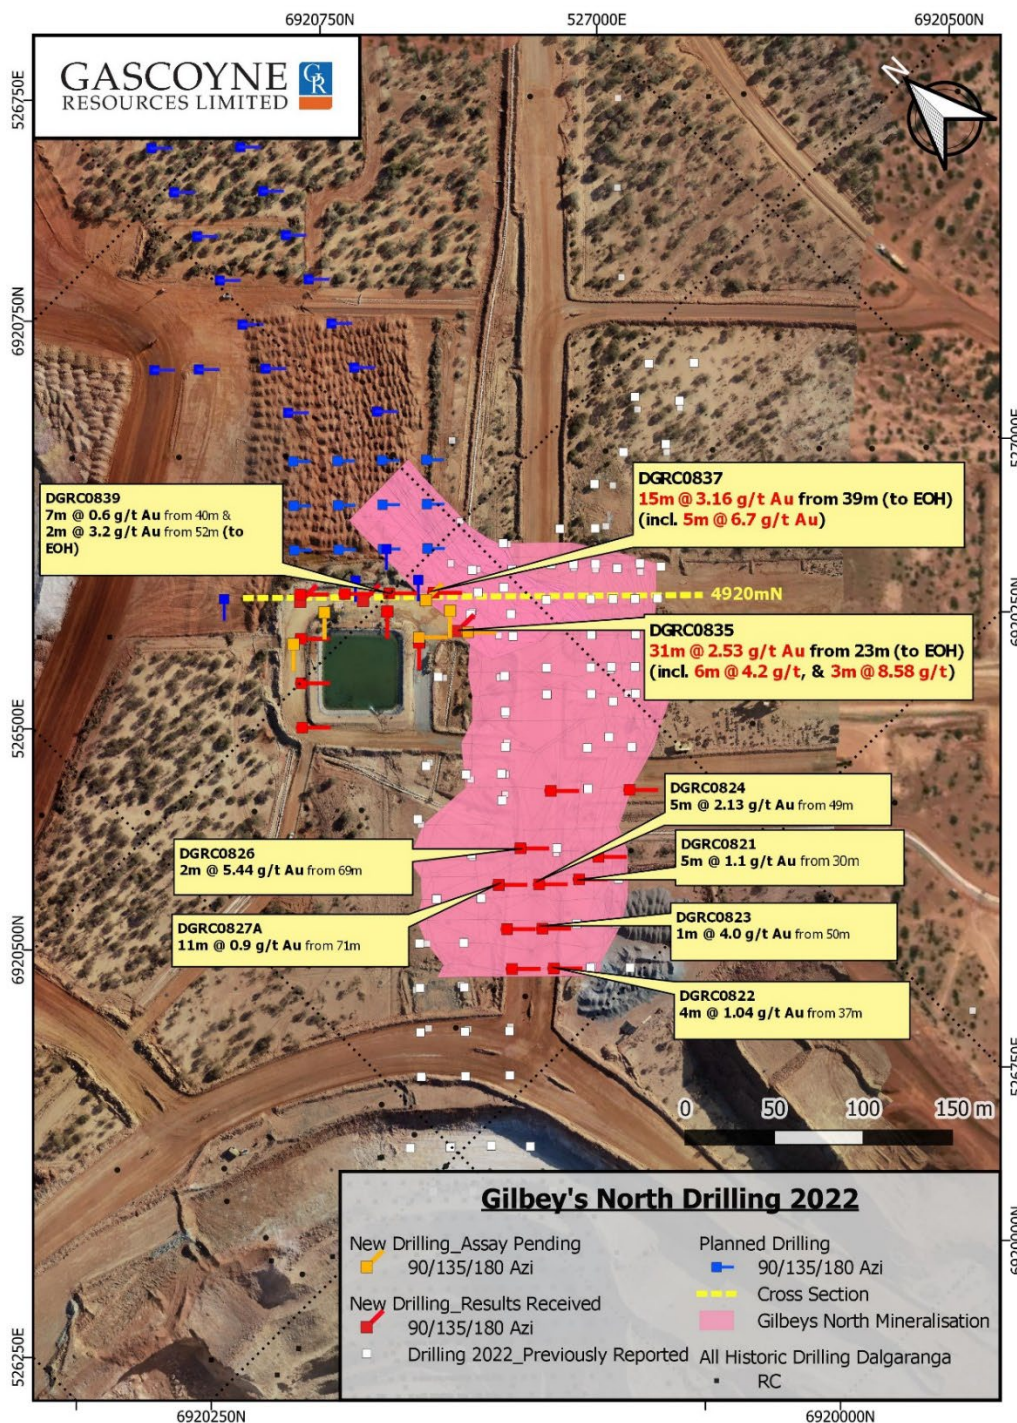 6920750N
527000E
6920500N
GASCOYNE
RESOURCES LIMITED
GR
N
526750E
6920750N
527000E
DGRC0839
7m @ 0.6 g/t Au from 40m &
2m @ 3.2 g/t Au from 52m (to
EOH)
DGRC0837
15m @ 3.16 g/t Au from 39m (to EOH)
(incl. 5m @ 6.7 g/t Au)
4920mN
6920250N
DGRC0835
31m @ 2.53 g/t Au from 23m (to EOH)
(incl. 6m @ 4.2 g/t, & 3m @ 8.58 g/t)
526500E
DGRC0824
5m @ 2.13 g/t Au from 49m
DGRC0826
2m @ 5.44 g/t Au from 69m
DGRC0821
5m @ 1.1 g/t Au from 30m
DGRC0827A
11m @ 0.9 g/t Au from 71m
DGRC0823
1m @ 4.0 g/t Au from 50m
6920500N
DGRC0822
4m @ 1.04 g/t Au from 37m
526750E
0 50 100 150 m
Gilbey's North Drilling 2022
New Drilling_Assay Pending
90/135/180 Azi
New Drilling_Results Received
90/135/180 Azi
Drilling 2022_Previously Reported
Planned Drilling
90/135/180 Azi
Cross Section
Gilbeys North Mineralisation
All Historic Drilling Dalgaranga
RC
6920000N
526250E
6920250N
6920000N